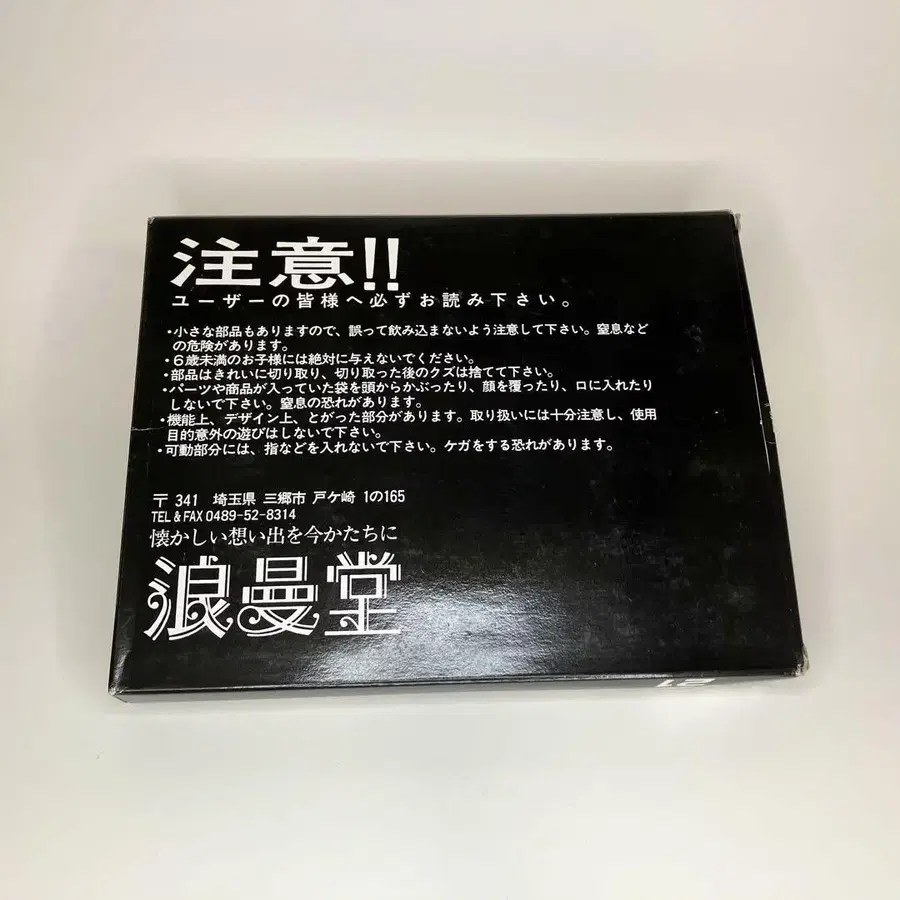 注意!!
ユーザーの皆様へ必ずお読み下さい。
・小さな部品もありますので、誤って飲み込まないよう注意して下さい。窒息など
の危険があります。
・6歳未満のお子様には絶対に与えないでください。
・部品はきれいに切り取り、切り取った後のクズは捨てて下さい。
・パーツや商品が入っていた袋を頭からかぶったり、顔を覆ったり、口に入れたり
しないで下さい。窒息の恐れがあります。
・機能上、デザイン上、とがった部分があります。取り扱いには十分注意し、使用
目的意外の遊びはしないで下さい。
・可動部分には、指などを入れないで下さい。ケガをする恐れがあります。
〒341 埼玉県 三郷市 戸ケ崎 1の165
TEL & FAX 0489-52-8314
懐かしい想い出を今かたちに
浪曼堂